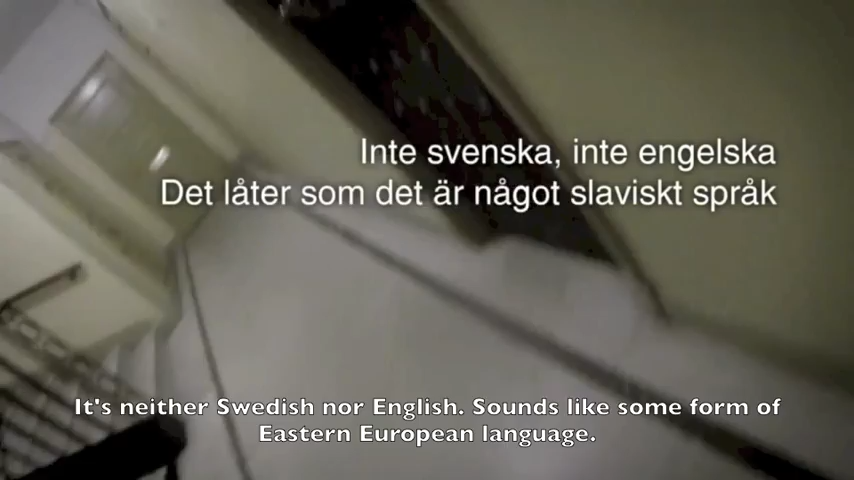 Inte svenska, inte engelska
Det låter som det är något slaviskt språk
It's neither Swedish nor English. Sounds like some form of
Eastern European language.